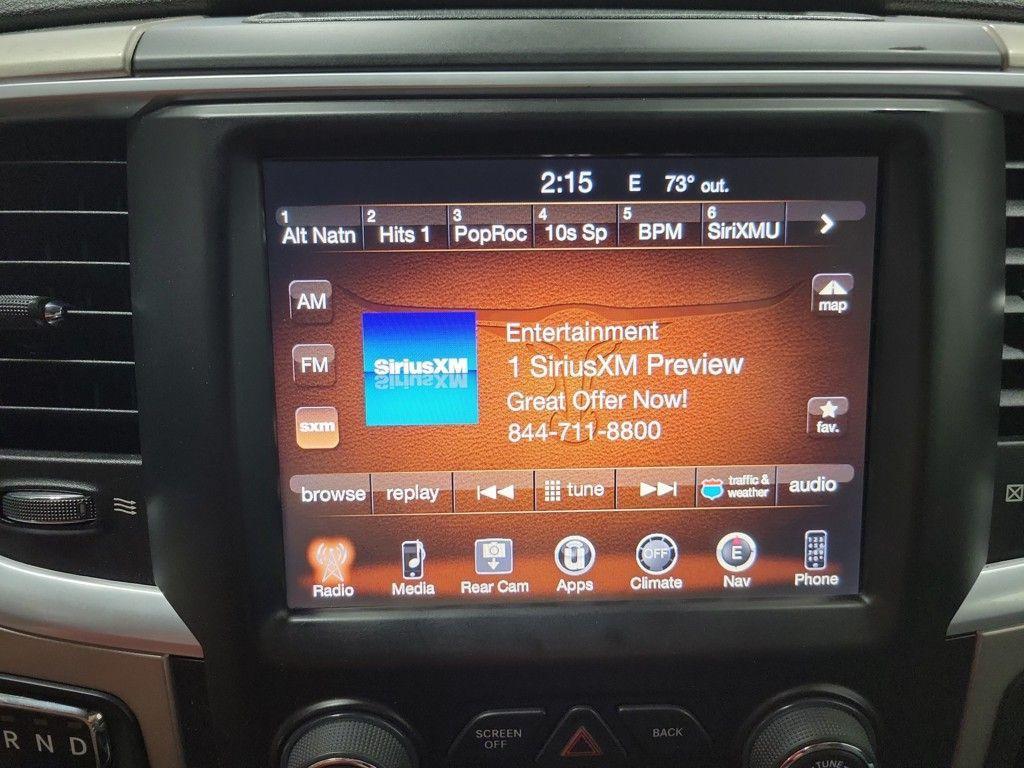 2:15 E 73° out.
1 Alt Natn 2 Hits 1 3 PopRoc 4 10s Sp 5 BPM 6 SiriXMU
AM
map
SiriusXM
Entertainment
1 SiriusXM Preview
FM
Great Offer Now!
sxm
844-711-8800
fav.
browse replay tune traffic & weather audio
OFF E
Radio Media Rear Cam Apps Climate Nav Phone
R N D
SCREEN OFF
BACK
TUNE